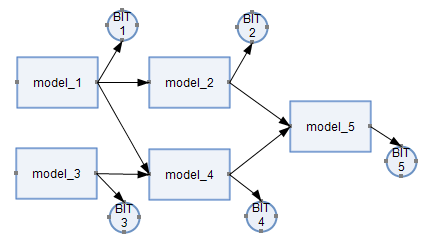 BIT
1
BIT
2
model_1
model_2
model_5
BIT
5
model_3
model_4
BIT
3
BIT
4